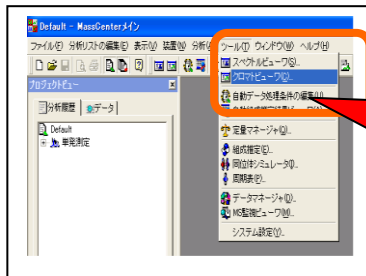 Default - MassCenterメイン
ファイル(F) 分析リストの編集(E) 表示(V) 装置 分析 ツール(T) ウィンドウ(W) ヘルプ(H)
スペクトルビューワ(S)...
クロマトビューワ(C)...
自動データ処理条件の編集(U)...
プロジェクトビュー
分析履歴 データ
Default
単発測定
定量マネージャ(Q)...
組成推定(E)...
同位体シミュレータ(I)...
周期表(P)...
データマネージャ(D)...
MS監視ビューワ(M)...
システム設定(Y)...